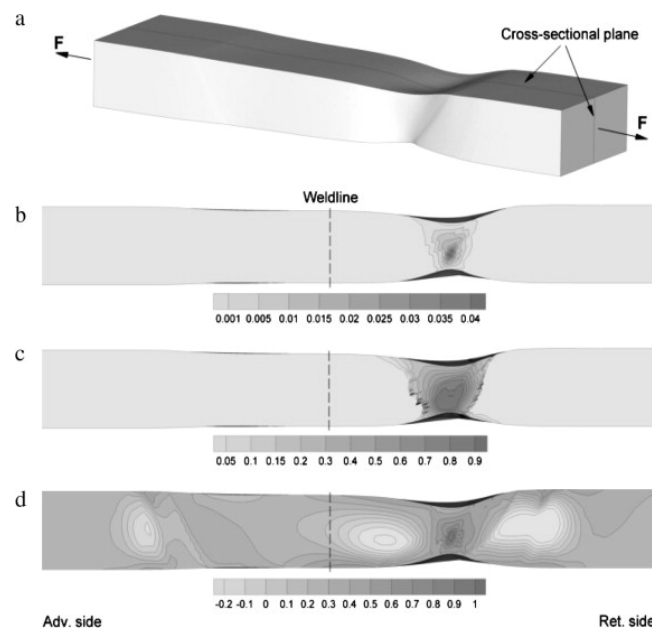 a
Cross-sectional plane
F
F
b
Weldline
0.001 0.005 0.01 0.015 0.02 0.025 0.03 0.035 0.04
c
0.05 0.1 0.15 0.2 0.3 0.4 0.5 0.6 0.7 0.8 0.9
d
-0.2 -0.1 0 0.1 0.2 0.3 0.4 0.5 0.6 0.7 0.8 0.9 1
Adv. side
Ret. side